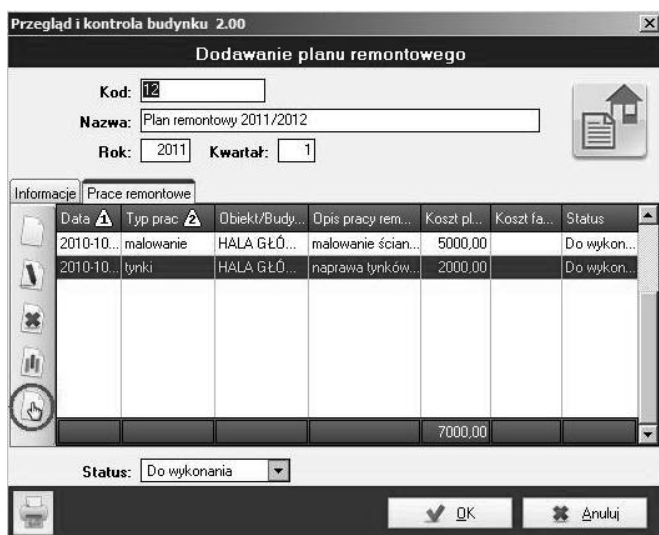 Przegląd i kontrola budynku 2.00
Dodawanie planu remontowego
Kod: 12
Nazwa: Plan remontowy 2011/2012
Rok: 2011 Kwartał: 1
Informacje Prace remontowe
Data 1 Typ prac 2 Obiekt/Budy... Opis pracy rem... Koszt pl... Koszt fa... Status
2010-10... malowanie HALA GŁÓ... malowanie ścian... 5000,00 Do wykon...
2010-10... tynki HALA GŁÓ... naprawa tynków... 2000,00 Do wykon...
7000,00
Status: Do wykonania
OK Anuluj